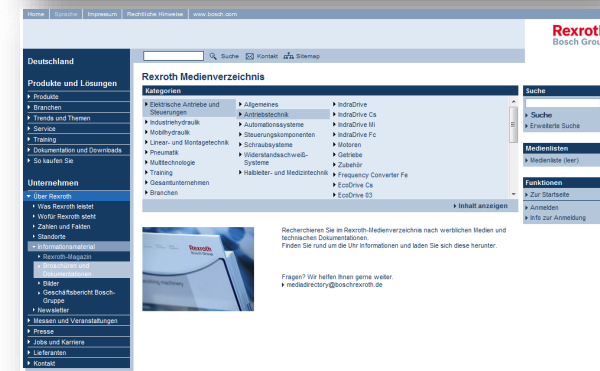 Home | Sprache | Impressum | Rechtliche Hinweise | www.bosch.com
Rexroth
Bosch Group
Deutschland
Suche Kontakt Sitemap
Produkte und Lösungen
Produkte
Branchen
Trends und Themen
Service
Training
Dokumentation und Downloads
So kaufen Sie
Unternehmen
Über Rexroth
Was Rexroth leistet
Wofür Rexroth steht
Zahlen und Fakten
Standorte
Informationsmaterial
Rexroth-Magazin
Broschüren und
Dokumentationen
Bilder
Geschäftsbericht Bosch-
Gruppe
Newsletter
Messen und Veranstaltungen
Presse
Jobs und Karriere
Lieferanten
Kontakt
Rexroth Medienverzeichnis
Kategorien
Elektrische Antriebe und
Steuerungen
Industriehydraulik
Mobilhydraulik
Linear- und Montagetechnik
Pneumatik
Multitechnologie
Training
Gesamtunternehmen
Branchen
Allgemeines
Antriebstechnik
Automationssysteme
Steuerungskomponenten
Schraubsysteme
Widerstandsschweiß-
Systeme
Halbleiter- und Medizintechnik
IndraDrive
IndraDrive Cs
IndraDrive Mi
IndraDrive Fc
Motoren
Getriebe
Zubehör
Frequency Converter Fe
EcoDrive Cs
EcoDrive 03
Inhalt anzeigen
Rexroth
Bosch Group
Recherchieren Sie im Rexroth-Medienverzeichnis nach werblichen Medien und
technischen Dokumentationen.
Finden Sie rund um die Uhr Informationen und laden Sie sich diese herunter.
Fragen? Wir helfen Ihnen gerne weiter.
mediadirectory@boschrexroth.de
Suche
Suche
Erweiterte Suche
Medienlisten
Medienliste (leer)
Funktionen
Zur Startseite
Anmelden
Info zur Anmeldung